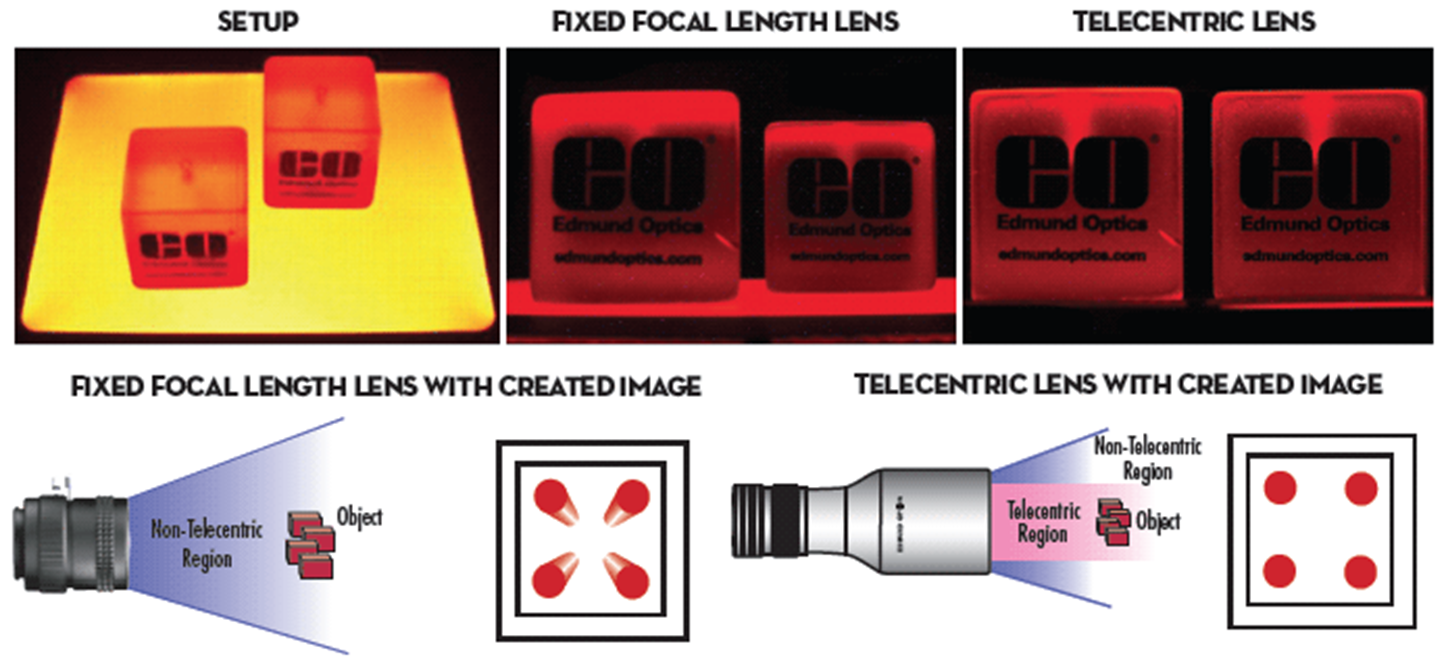 SETUP
FIXED FOCAL LENGTH LENS
TELECENTRIC LENS
EO
EO
EO
®
Edmund Optics
edmundoptics.com
EO
®
Edmund Optics
edmundoptics.com
EO
®
Edmund Optics
edmundoptics.com
EO
®
Edmund Optics
edmundoptics.com
FIXED FOCAL LENGTH LENS WITH CREATED IMAGE
TELECENTRIC LENS WITH CREATED IMAGE
Non-Telecentric
Region
Object
Non-Telecentric
Region
Telecentric
Region
Object